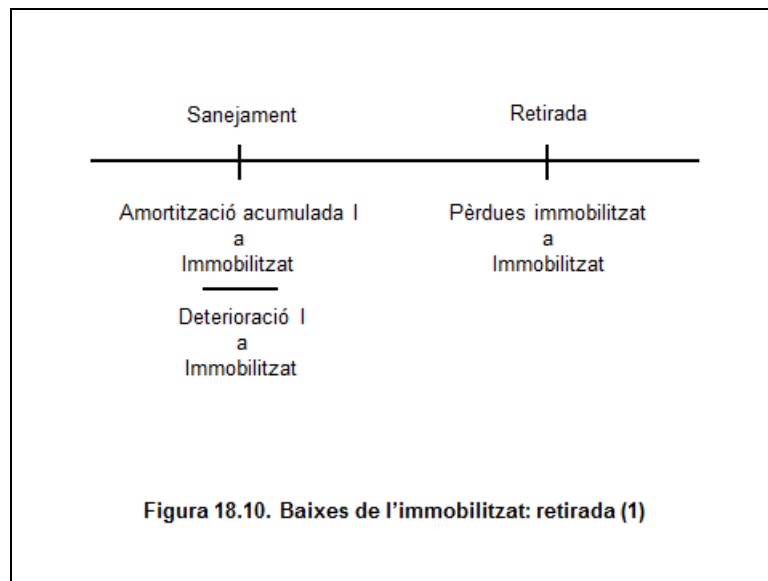 Sanejament
Retirada
Amortització acumulada I
a
Immobilitzat
Deterioració I
a
Immobilitzat
Pèrdues immobilitzat
a
Immobilitzat
Figura 18.10. Baixes de l'immobilitzat: retirada (1)